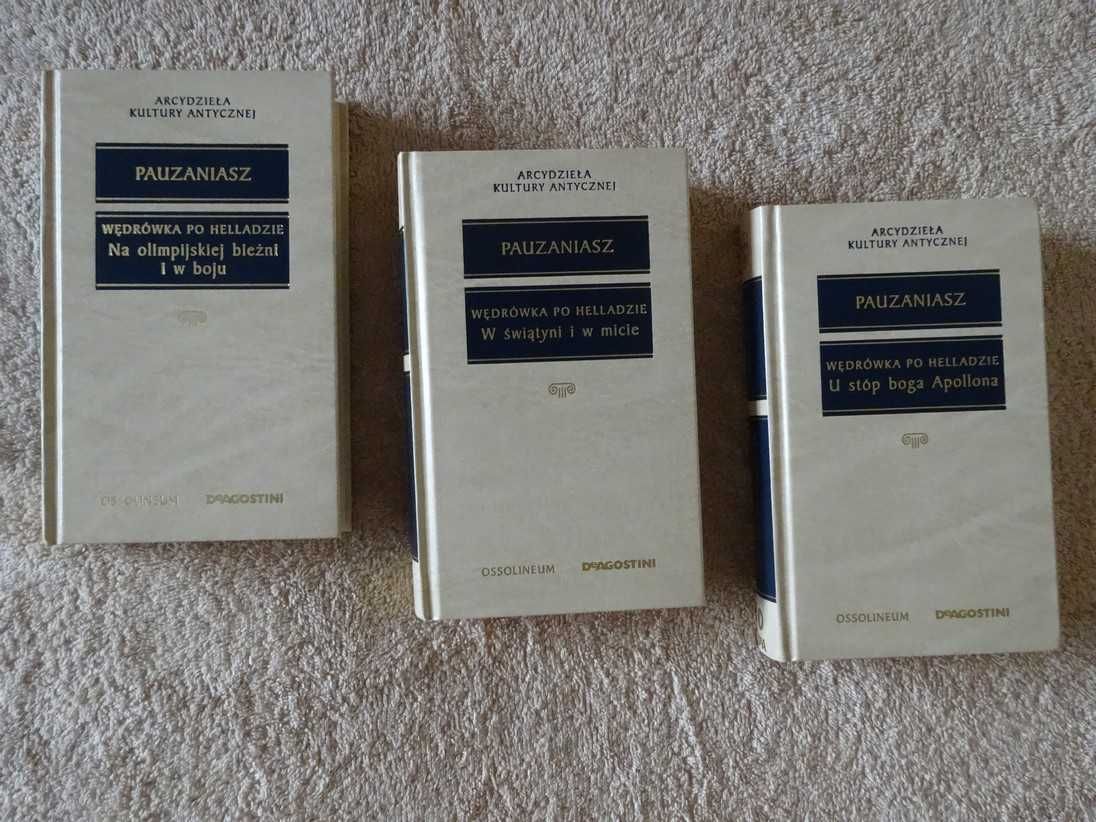 ARCYDZIEŁA
KULTURY ANTYCZNEJ
PAUZANIASZ
WĘDRÓWKA PO HELLADZIE
Na olimpijskiej bieżni
i w boju
OSSOLINEUM DeAGOSTINI
ARCYDZIEŁA
KULTURY ANTYCZNEJ
PAUZANIASZ
WĘDRÓWKA PO HELLADZIE
W świątyni i w micie
OSSOLINEUM DeAGOSTINI
ARCYDZIEŁA
KULTURY ANTYCZNEJ
PAUZANIASZ
WĘDRÓWKA PO HELLADZIE
U stóp boga Apollona
OSSOLINEUM DeAGOSTINI